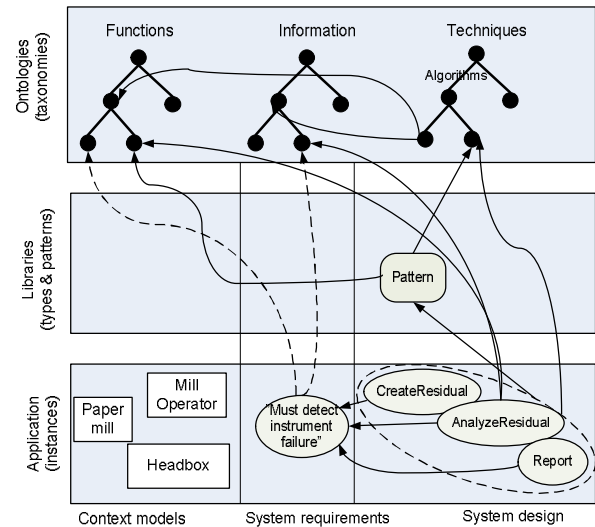 Functions
Information
Techniques
Algorithms
Ontologies
(taxonomies)
Libraries
(types & patterns)
Pattern
Application
(instances)
Mill
Operator
Paper
mill
Headbox
"Must detect
instrument
failure"
CreateResidual
AnalyzeResidual
Report
Context models
System requirements
System design